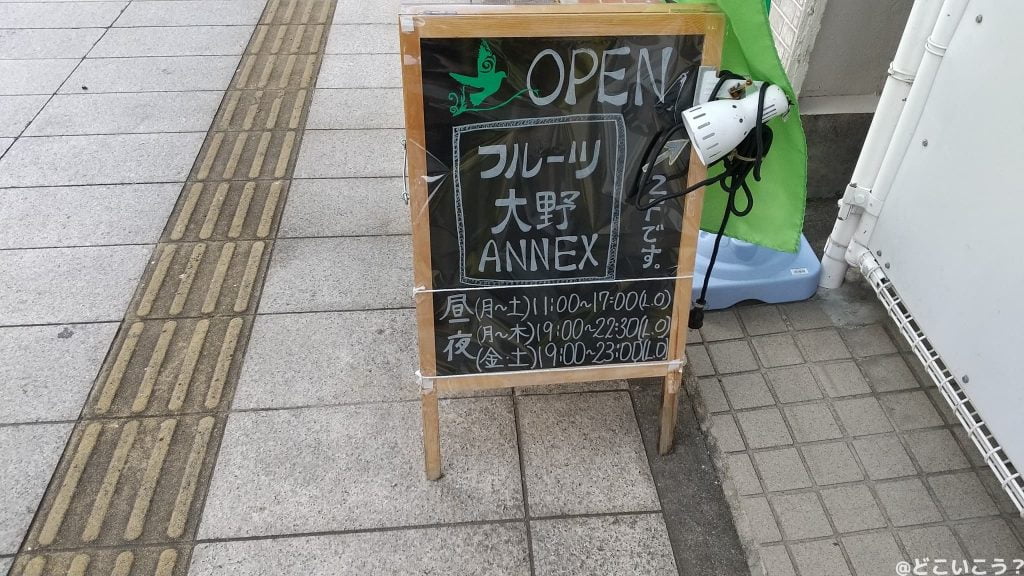 OPEN
フルーツ
大野
ANNEX
2Fです。
昼(月～土)11:00~17:00(L.O)
夜(月～木)19:00~22:30(L.O)
(金・土)19:00~23:00(L.O)
@どこいこう？